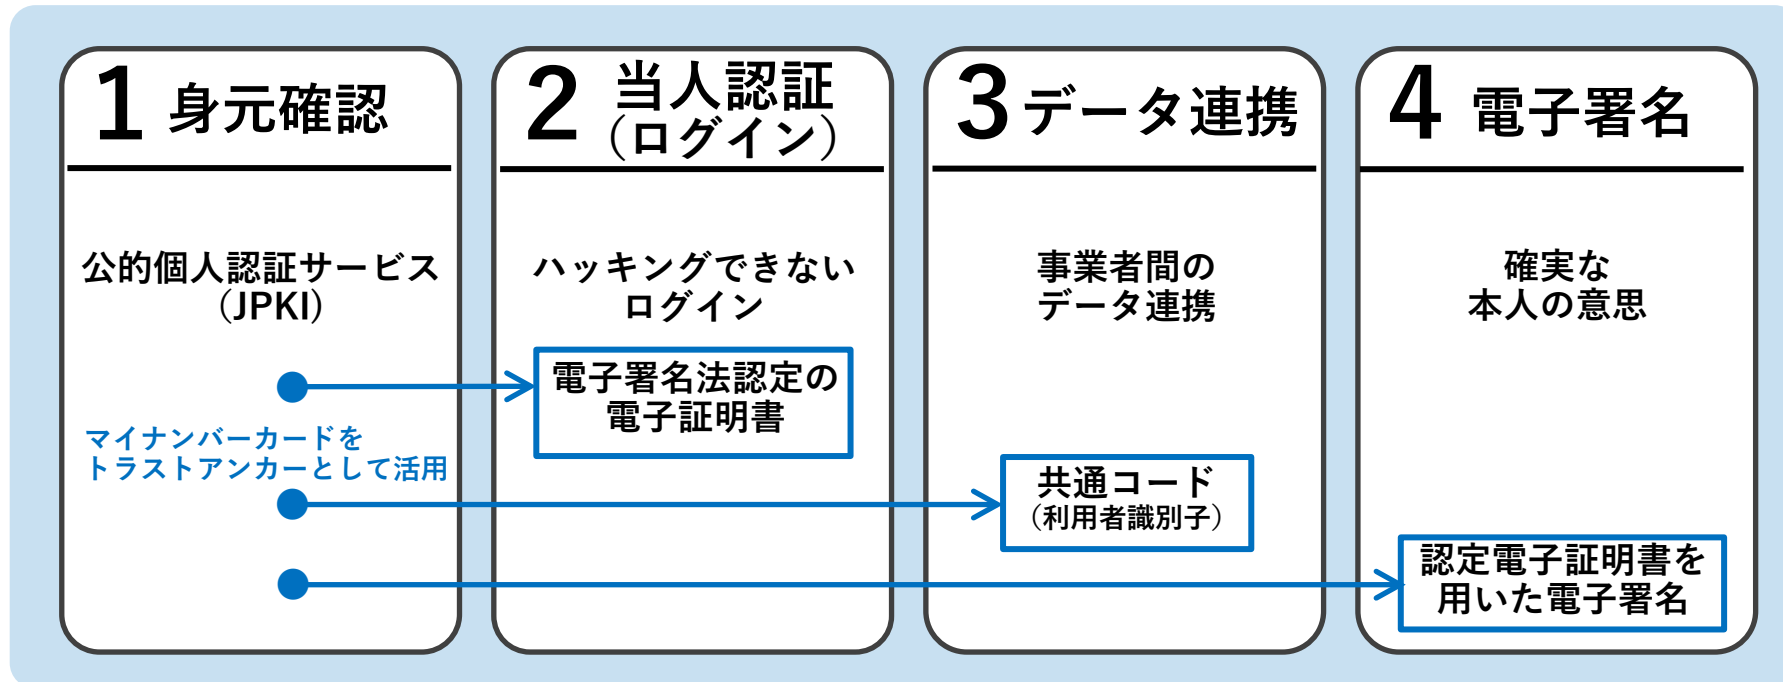 1 身元確認
公的個人認証サービス
(JPKI)
マイナンバーカードを
トラストアンカーとして活用
2 当人認証
（ログイン）
ハッキングできない
ログイン
電子署名法認定の
電子証明書
3 データ連携
事業者間の
データ連携
共通コード
（利用者識別子）
4 電子署名
確実な
本人の意思
認定電子証明書を
用いた電子署名